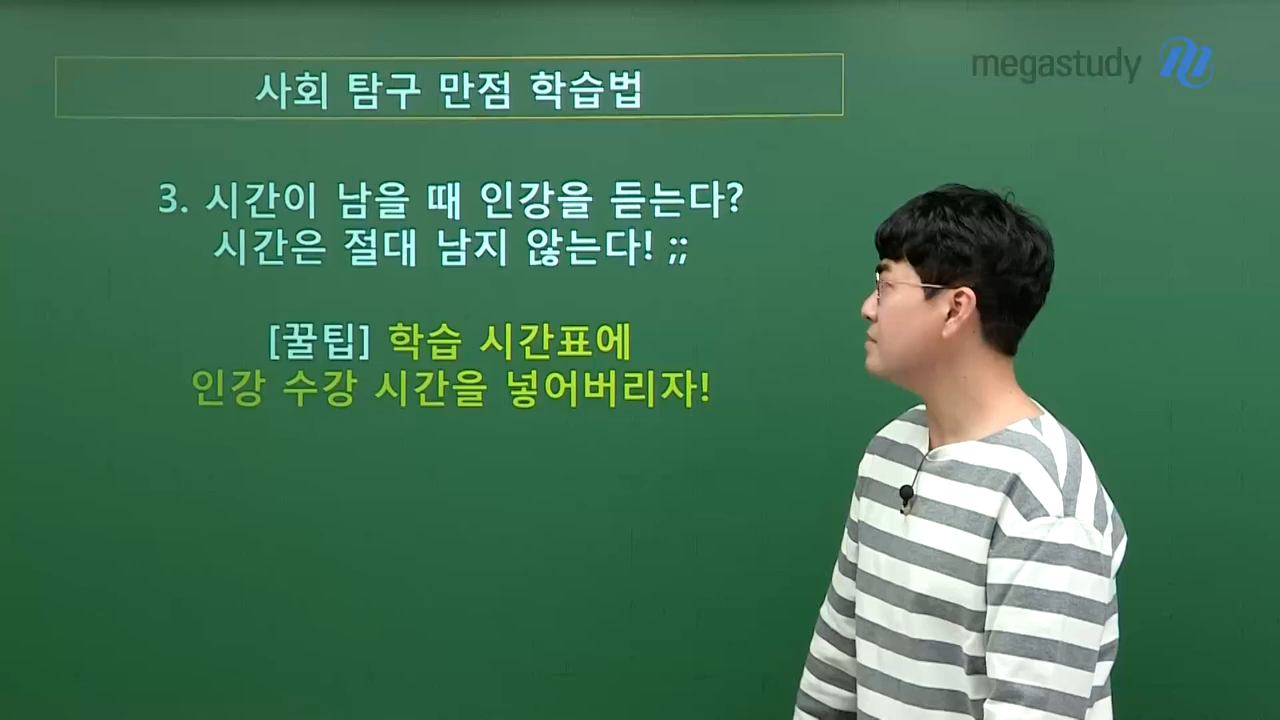 megastudy
사회 탐구 만점 학습법
3. 시간이 남을 때 인강을 듣는다?
시간은 절대 남지 않는다! ;;
[꿀팁] 학습 시간표에
인강 수강 시간을 넣어버리자!